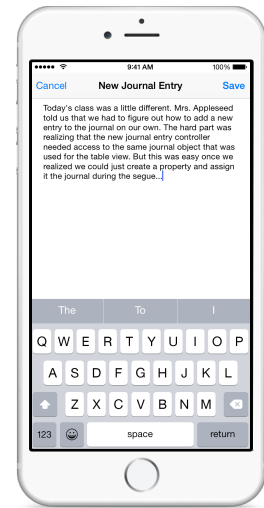 9:41 AM 100%
Cancel New Journal Entry Save
Today's class was a little different. Mrs. Appleseed
told us that we had to figure out how to add a new
entry to the journal on our own. The hard part was
realizing that the new journal entry controller
needed access to the same journal object that was
used for the table view. But this was easy once we
realized we could just create a property and assign
it the journal during the segue...
The To I
Q W E R T Y U I O P
A S D F G H J K L
Z X C V B N M
123 space return